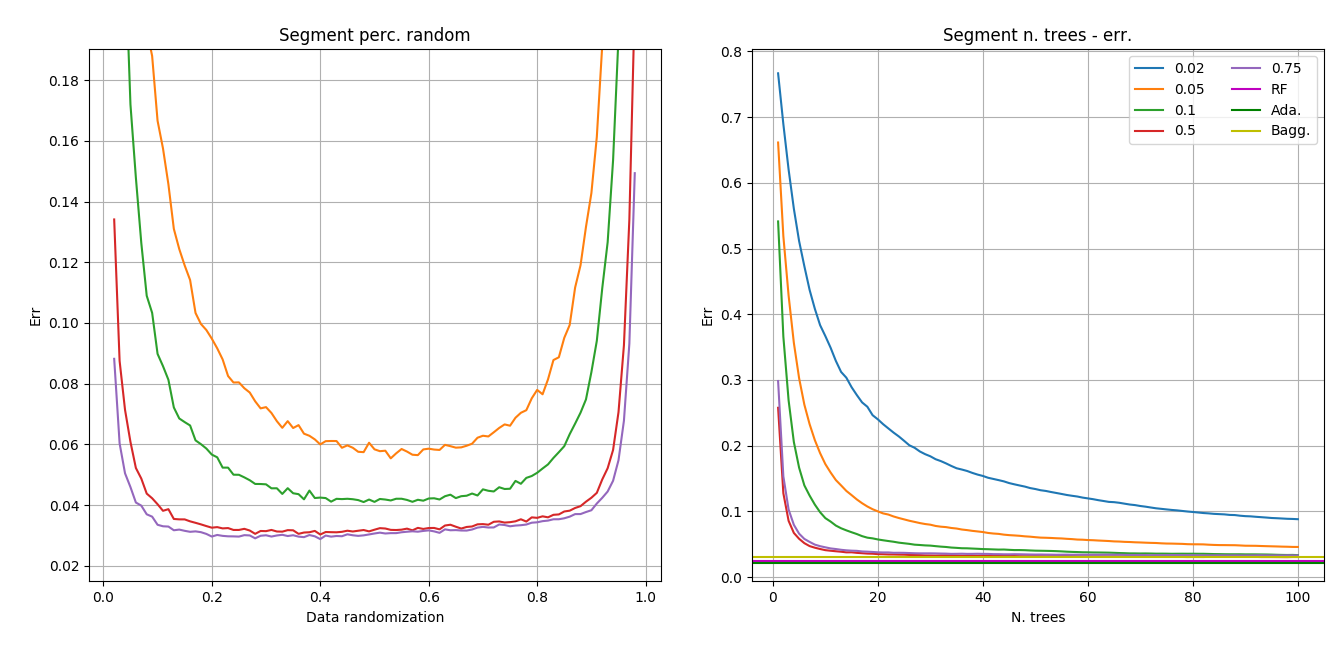 Segment perc. random
0.18
0.16
0.14
0.12
0.10
0.08
0.06
0.04
0.02
Err
0.0 0.2 0.4 0.6 0.8 1.0
Data randomization
Segment n. trees - err.
0.8
0.7
0.6
0.5
0.4
0.3
0.2
0.1
0.0
Err
0.02 0.75
0.05 RF
0.1 Ada.
0.5 Bagg.
0 20 40 60 80 100
N. trees